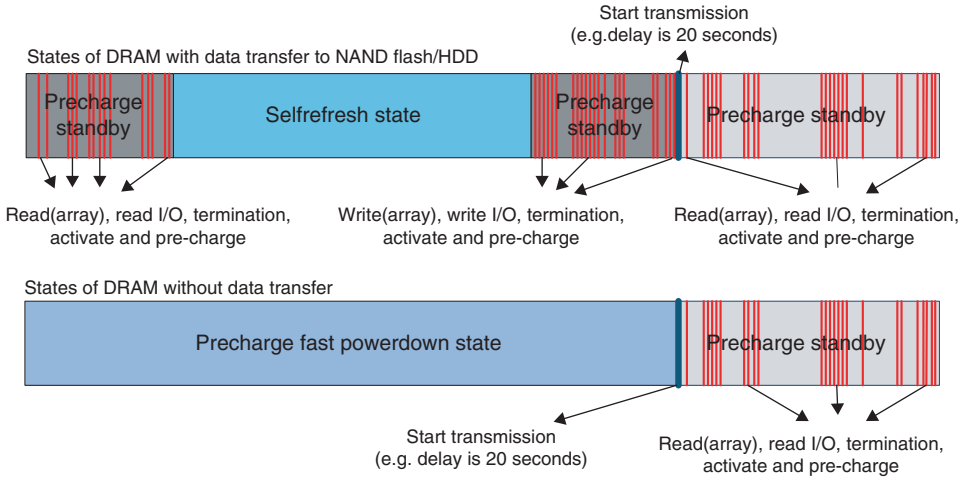 Start transmission
(e.g.delay is 20 seconds)
States of DRAM with data transfer to NAND flash/HDD
Precharge
standby
Selfrefresh state
Precharge
standby
Precharge standby
Read(array), read I/O, termination,
activate and pre-charge
Write(array), write I/O, termination,
activate and pre-charge
Read(array), read I/O, termination,
activate and pre-charge
States of DRAM without data transfer
Precharge fast powerdown state
Precharge standby
Start transmission
(e.g. delay is 20 seconds)
Read(array), read I/O, termination,
activate and pre-charge